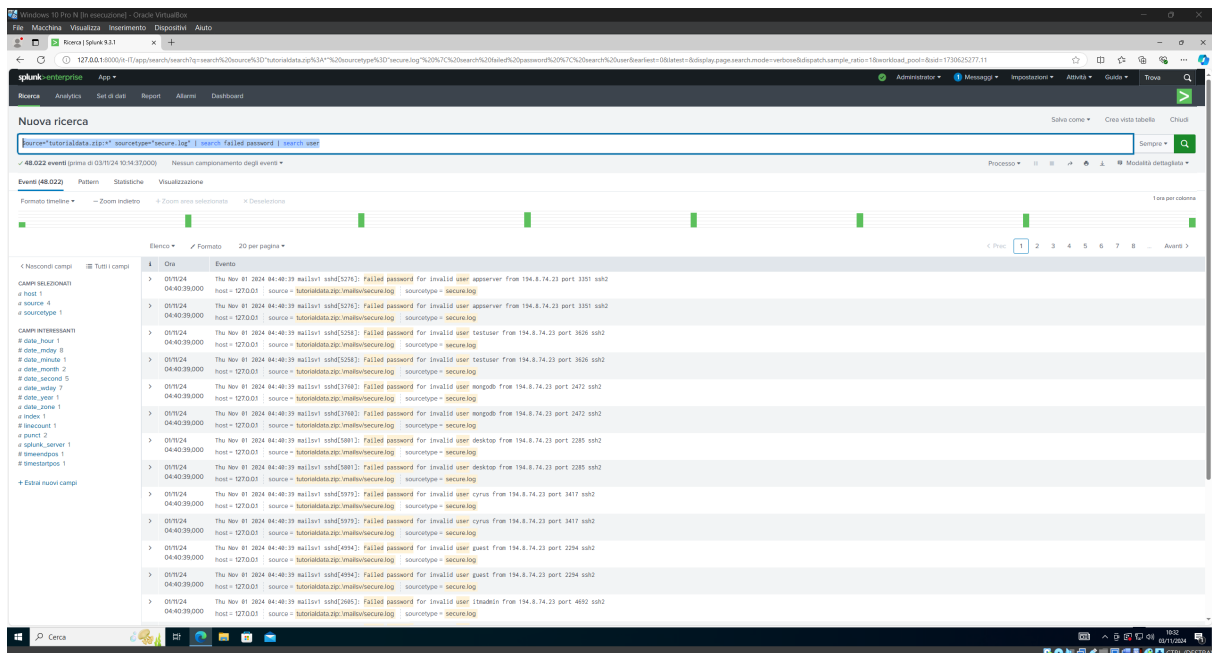 Windows 10 Pro N [In esecuzione] - Oracle VirtualBox
File Macchina Visualizza Inserimento Dispositivi Aiuto
Ricerca | Splunk 9.3.1
127.0.0.1:8000/it-IT/app/search/search?q=search%20source%3D"tutorialdata.zip%3A*"%20sourcetype%3D"secure.log"%20%7C%20search%20failed%20password%20%7C%20search%20user&earliest=0&latest=&display.page.search.mode=verbose&dispatch.sample_ratio=1&workload_pool=&sid=1730625277.11
splunk>enterprise App
Administrator 1 Messaggi Impostazioni Attività Guida Trova
Ricerca Analytics Set di dati Report Allarmi Dashboard
Nuova ricerca
Salva come Crea vista tabella Chiudi
source="tutorialdata.zip:*" sourcetype="secure.log" | search failed password | search user
Sempre
✓ 48.022 eventi (prima di 03/11/24 10:14:37,000) Nessun campionamento degli eventi
Processo Modalità dettagliata
Eventi (48.022) Pattern Statistiche Visualizzazione
Formato timeline − Zoom indietro + Zoom area selezionata × Deseleziona
1 ora per colonna
Elenco Formato 20 per pagina
< Prec 1 2 3 4 5 6 7 8 ... Avanti >
< Nascondi campi Tutti i campi
CAMPI SELEZIONATI
a host 1
a source 4
a sourcetype 1
CAMPI INTERESSANTI
# date_hour 1
# date_mday 8
# date_minute 1
a date_month 2
# date_second 5
a date_wday 7
# date_year 1
a date_zone 1
a index 1
# linecount 1
a punct 2
a splunk_server 1
# timeendpos 1
# timestartpos 1
+ Estrai nuovi campi
i Ora Evento
> 01/11/24 Thu Nov 01 2024 04:40:39 mailsv1 sshd[5276]: Failed password for invalid user appserver from 194.8.74.23 port 3351 ssh2
04:40:39,000 host = 127.0.0.1 source = tutorialdata.zip:.\mailsv/secure.log sourcetype = secure.log
> 01/11/24 Thu Nov 01 2024 04:40:39 mailsv1 sshd[5276]: Failed password for invalid user appserver from 194.8.74.23 port 3351 ssh2
04:40:39,000 host = 127.0.0.1 source = tutorialdata.zip:.\mailsv/secure.log sourcetype = secure.log
> 01/11/24 Thu Nov 01 2024 04:40:39 mailsv1 sshd[5258]: Failed password for invalid user testuser from 194.8.74.23 port 3626 ssh2
04:40:39,000 host = 127.0.0.1 source = tutorialdata.zip:.\mailsv/secure.log sourcetype = secure.log
> 01/11/24 Thu Nov 01 2024 04:40:39 mailsv1 sshd[5258]: Failed password for invalid user testuser from 194.8.74.23 port 3626 ssh2
04:40:39,000 host = 127.0.0.1 source = tutorialdata.zip:.\mailsv/secure.log sourcetype = secure.log
> 01/11/24 Thu Nov 01 2024 04:40:39 mailsv1 sshd[3760]: Failed password for invalid user mongodb from 194.8.74.23 port 2472 ssh2
04:40:39,000 host = 127.0.0.1 source = tutorialdata.zip:.\mailsv/secure.log sourcetype = secure.log
> 01/11/24 Thu Nov 01 2024 04:40:39 mailsv1 sshd[3760]: Failed password for invalid user mongodb from 194.8.74.23 port 2472 ssh2
04:40:39,000 host = 127.0.0.1 source = tutorialdata.zip:.\mailsv/secure.log sourcetype = secure.log
> 01/11/24 Thu Nov 01 2024 04:40:39 mailsv1 sshd[5801]: Failed password for invalid user desktop from 194.8.74.23 port 2285 ssh2
04:40:39,000 host = 127.0.0.1 source = tutorialdata.zip:.\mailsv/secure.log sourcetype = secure.log
> 01/11/24 Thu Nov 01 2024 04:40:39 mailsv1 sshd[5801]: Failed password for invalid user desktop from 194.8.74.23 port 2285 ssh2
04:40:39,000 host = 127.0.0.1 source = tutorialdata.zip:.\mailsv/secure.log sourcetype = secure.log
> 01/11/24 Thu Nov 01 2024 04:40:39 mailsv1 sshd[5979]: Failed password for invalid user cyrus from 194.8.74.23 port 3417 ssh2
04:40:39,000 host = 127.0.0.1 source = tutorialdata.zip:.\mailsv/secure.log sourcetype = secure.log
> 01/11/24 Thu Nov 01 2024 04:40:39 mailsv1 sshd[5979]: Failed password for invalid user cyrus from 194.8.74.23 port 3417 ssh2
04:40:39,000 host = 127.0.0.1 source = tutorialdata.zip:.\mailsv/secure.log sourcetype = secure.log
> 01/11/24 Thu Nov 01 2024 04:40:39 mailsv1 sshd[4994]: Failed password for invalid user guest from 194.8.74.23 port 2294 ssh2
04:40:39,000 host = 127.0.0.1 source = tutorialdata.zip:.\mailsv/secure.log sourcetype = secure.log
> 01/11/24 Thu Nov 01 2024 04:40:39 mailsv1 sshd[4994]: Failed password for invalid user guest from 194.8.74.23 port 2294 ssh2
04:40:39,000 host = 127.0.0.1 source = tutorialdata.zip:.\mailsv/secure.log sourcetype = secure.log
> 01/11/24 Thu Nov 01 2024 04:40:39 mailsv1 sshd[2605]: Failed password for invalid user itmadmin from 194.8.74.23 port 4692 ssh2
04:40:39,000 host = 127.0.0.1 source = tutorialdata.zip:.\mailsv/secure.log sourcetype = secure.log
Cerca
10:32
03/11/2024